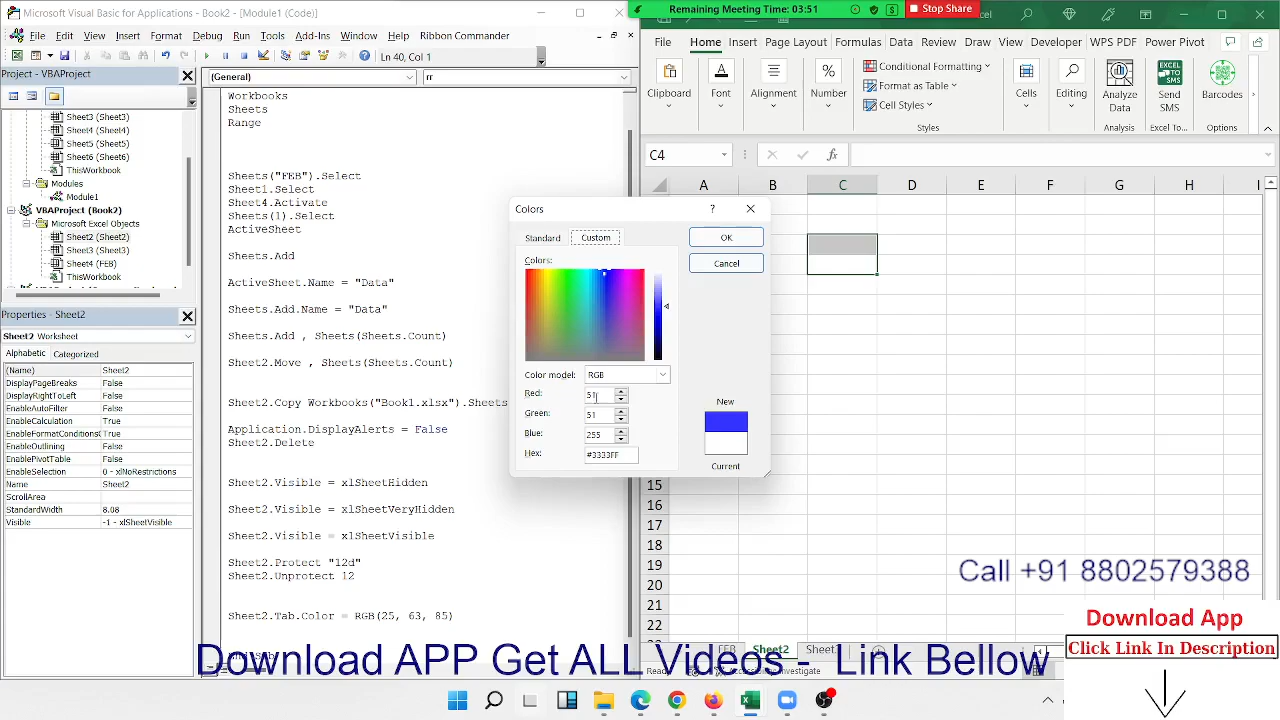 Microsoft Visual Basic for Applications - Book2 - [Module1 (Code)]
Remaining Meeting Time: 03:51
Stop Share
File Edit View Insert Format Debug Run Tools Add-Ins Window Help Ribbon Commander
Ln 40, Col 1
File Home Insert Page Layout Formulas Data Review View Developer WPS PDF Power Pivot
Draw
Project - VBAProject
(General)
rr
Clipboard
Font
Alignment
Number
Conditional Formatting
Format as Table
Cell Styles
Styles
Cells
Editing
Analyze Data
Analysis
Send SMS
Excel To...
Barcodes
Options
Sheet3 (Sheet3)
Sheet4 (Sheet4)
Sheet5 (Sheet5)
Sheet6 (Sheet6)
ThisWorkbook
Modules
Module1
VBAProject (Book2)
Microsoft Excel Objects
Sheet2 (Sheet2)
Sheet3 (Sheet3)
Sheet4 (FEB)
ThisWorkbook
Workbooks
Sheets
Range
Sheets("FEB").Select
Sheet1.Select
Sheet4.Activate
Sheets(1).Select
ActiveSheet
Sheets.Add
ActiveSheet.Name = "Data"
Sheets.Add.Name = "Data"
Sheets.Add , Sheets(Sheets.Count)
Sheet2.Move , Sheets(Sheets.Count)
Sheet2.Copy Workbooks("Book1.xlsx").Sheets
Application.DisplayAlerts = False
Sheet2.Delete
Sheet2.Visible = xlSheetHidden
Sheet2.Visible = xlSheetVeryHidden
Sheet2.Visible = xlSheetVisible
Sheet2.Protect "12d"
Sheet2.Unprotect 12
Sheet2.Tab.Color = RGB(25, 63, 85)
Properties - Sheet2
Sheet2 Worksheet
Alphabetic Categorized
(Name) Sheet2
DisplayPageBreaks False
DisplayRightToLeft False
EnableAutoFilter False
EnableCalculation True
EnableFormatConditions True
EnableOutlining False
EnablePivotTable False
EnableSelection 0 - xlNoRestrictions
Name Sheet2
ScrollArea
StandardWidth 8.08
Visible -1 - xlSheetVisible
Colors
?
Standard Custom
OK
Cancel
Colors:
Color model: RGB
Red: 51
Green: 51
Blue: 255
Hex: #3333FF
New
Current
C4
fx
A B C D E F G H I
15
16
17
18
19
20
21
22
FEB Sheet2 Sheet3
Call +91 8802579388
Download App
Click Link In Description
Download APP Get ALL Videos - Link Bellow